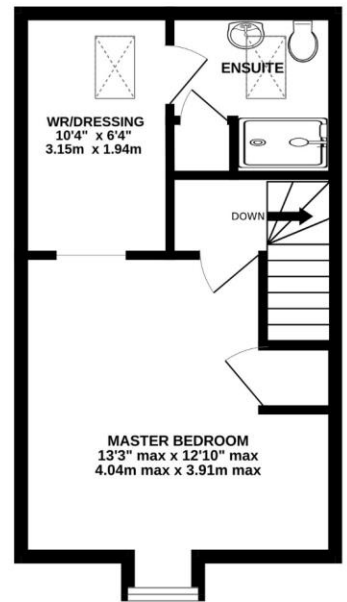 ENSUITE
WR/DRESSING
10'4" x 6'4"
3.15m x 1.94m
DOWN
MASTER BEDROOM
13'3" max x 12'10" max
4.04m max x 3.91m max